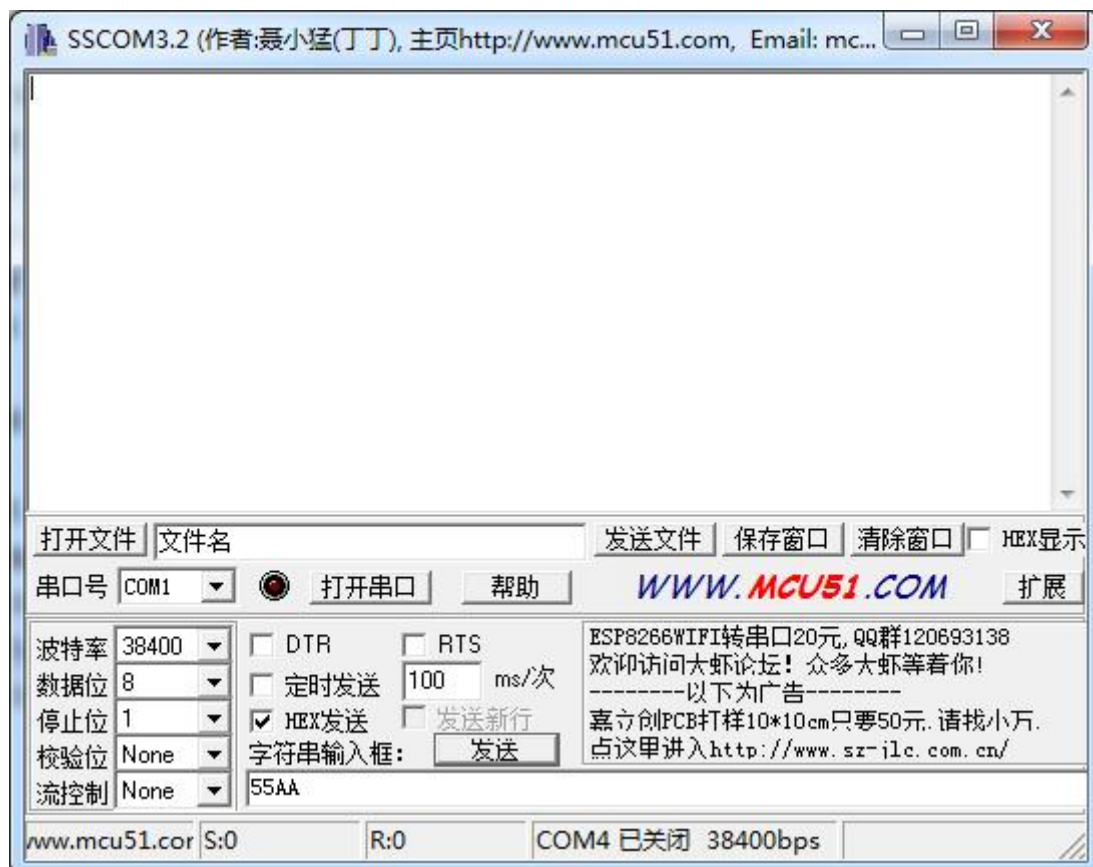 SSCOM3.2 (作者:聂小猛(丁丁), 主页http://www.mcu51.com, Email: mc...
打开文件 文件名 发送文件 保存窗口 清除窗口 HEX显示
串口号 COM1 打开串口 帮助 WWW.MCU51.COM 扩展
波特率 38400 DTR RTS
数据位 8 定时发送 100 ms/次
停止位 1 HEX发送 发送新行
校验位 None 字符串输入框: 发送
流控制 None 55AA
ESP8266WIFI转串口20元,QQ群120693138
欢迎访问大虾论坛! 众多大虾等着你!
--------以下为广告--------
嘉立创PCB打样10*10cm只要50元.请找小万.
点这里进入http://www.sz-jlc.com.cn/
www.mcu51.cor S:0 R:0 COM4 已关闭 38400bps